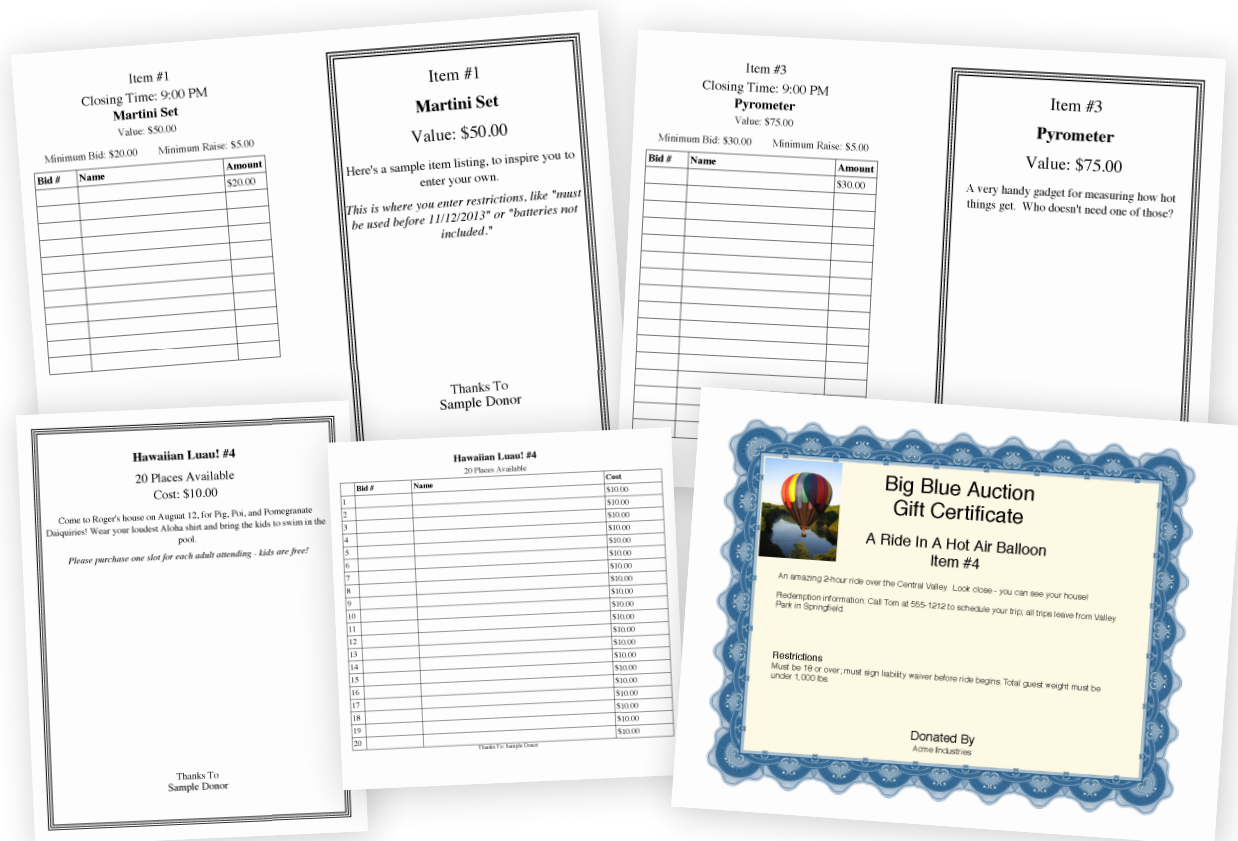 Item #1
Closing Time: 9:00 PM
Martini Set
Value: $50.00
Minimum Bid: $20.00 Minimum Raise: $5.00
Bid # Name Amount
$20.00
Item #1
Martini Set
Value: $50.00
Here's a sample item listing, to inspire you to
enter your own.
This is where you enter restrictions, like "must
be used before 11/12/2013" or "batteries not
included."
Thanks To
Sample Donor
Item #3
Closing Time: 9:00 PM
Pyrometer
Value: $75.00
Minimum Bid: $30.00 Minimum Raise: $5.00
Bid # Name Amount
$30.00
Item #3
Pyrometer
Value: $75.00
A very handy gadget for measuring how hot
things get. Who doesn't need one of those?
Hawaiian Luau! #4
20 Places Available
Cost: $10.00
Come to Roger's house on August 12, for Pig, Poi, and Pomegranate
Daiquiries! Wear your loudest Aloha shirt and bring the kids to swim in the
pool.
Please purchase one slot for each adult attending - kids are free!
Thanks To
Sample Donor
Hawaiian Luau! #4
20 Places Available
Bid # Name Cost
1 $10.00
2 $10.00
3 $10.00
4 $10.00
5 $10.00
6 $10.00
7 $10.00
8 $10.00
9 $10.00
10 $10.00
11 $10.00
12 $10.00
13 $10.00
14 $10.00
15 $10.00
16 $10.00
17 $10.00
18 $10.00
19 $10.00
20 $10.00
Thanks To: Sample Donor
Big Blue Auction
Gift Certificate
A Ride In A Hot Air Balloon
Item #4
An amazing 2-hour ride over the Central Valley. Look close - you can see your house!
Redemption information: Call Tom at 555-1212 to schedule your trip; all trips leave from Valley
Park in Springfield.
Restrictions
Must be 18 or over; must sign liability waiver before ride begins. Total guest weight must be
under 1,000 lbs.
Donated By
Acme Industries